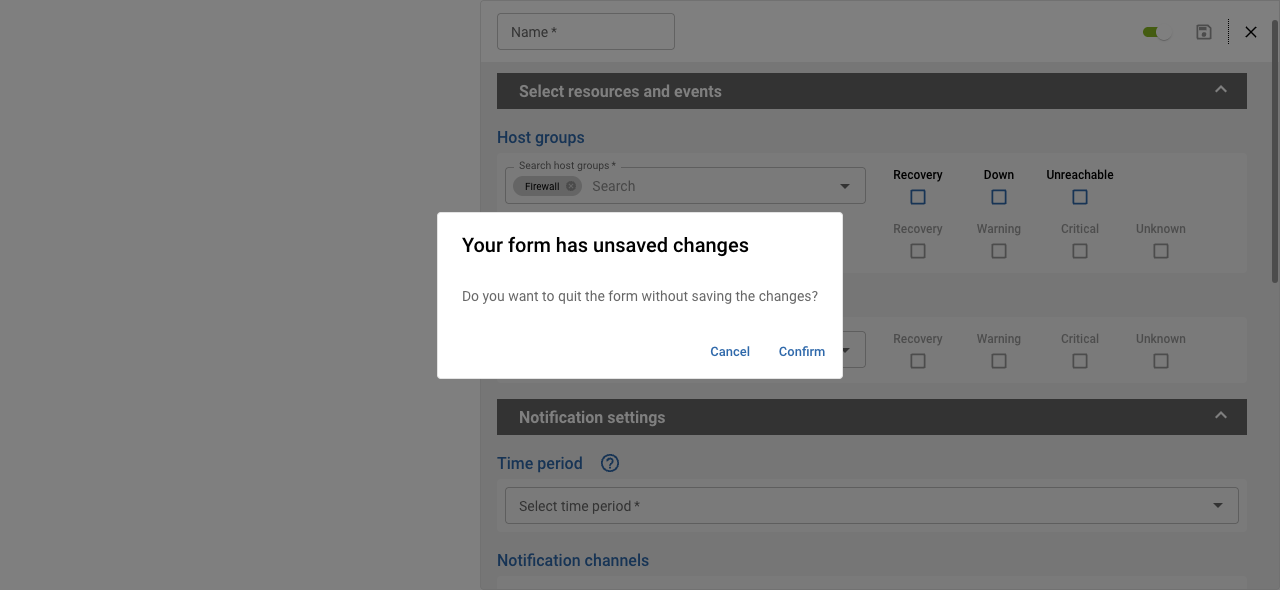 Name *
Select resources and events
Host groups
Search host groups *
Firewall
Search
Recovery
Down
Unreachable
Recovery
Warning
Critical
Unknown
Your form has unsaved changes
Do you want to quit the form without saving the changes?
Cancel
Confirm
Recovery
Warning
Critical
Unknown
Notification settings
Time period
Select time period *
Notification channels